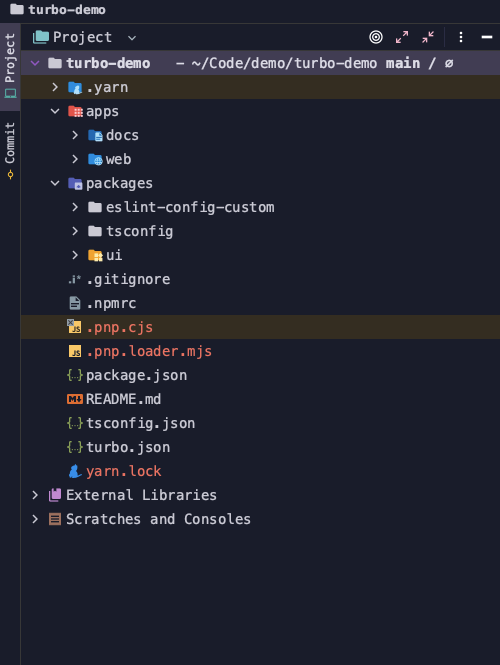 turbo-demo
Project
Commit
Project
turbo-demo – ~/Code/demo/turbo-demo main / ∅
.yarn
apps
docs
web
packages
eslint-config-custom
tsconfig
ui
.gitignore
.npmrc
.pnp.cjs
.pnp.loader.mjs
package.json
README.md
tsconfig.json
turbo.json
yarn.lock
External Libraries
Scratches and Consoles